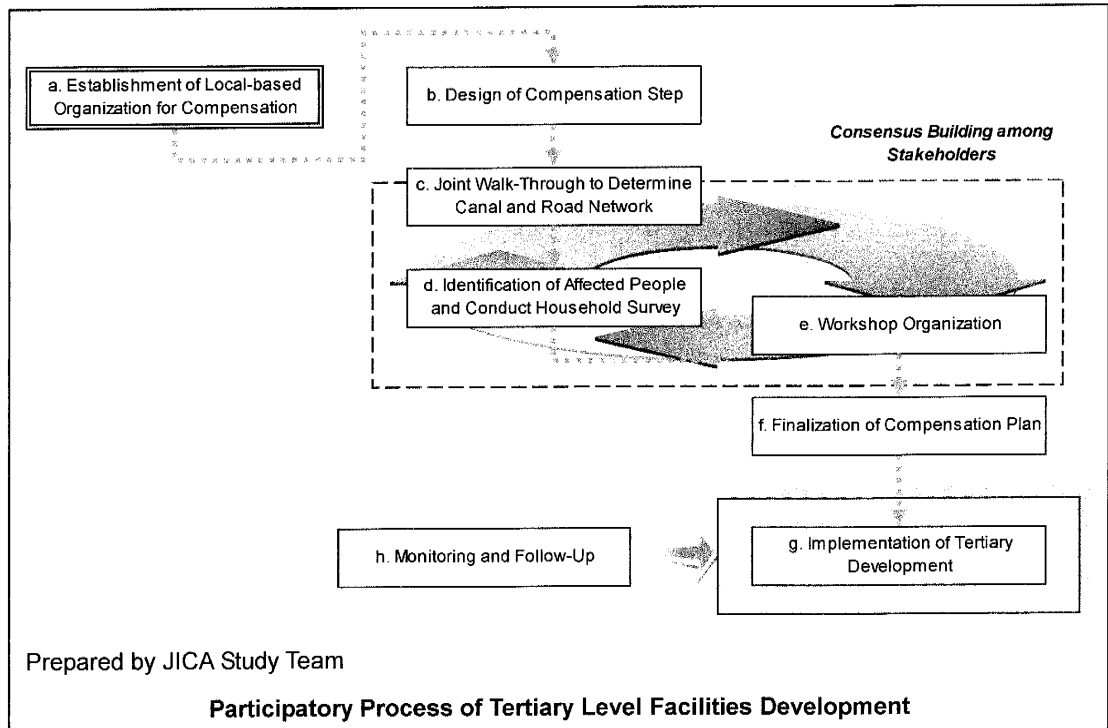 a. Establishment of Local-based
Organization for Compensation
b. Design of Compensation Step
Consensus Building among
Stakeholders
c. Joint Walk-Through to Determine
Canal and Road Network
d. Identification of Affected People
and Conduct Household Survey
e. Workshop Organization
f. Finalization of Compensation Plan
g. Implementation of Tertiary
Development
h. Monitoring and Follow-Up
Prepared by JICA Study Team
Participatory Process of Tertiary Level Facilities Development